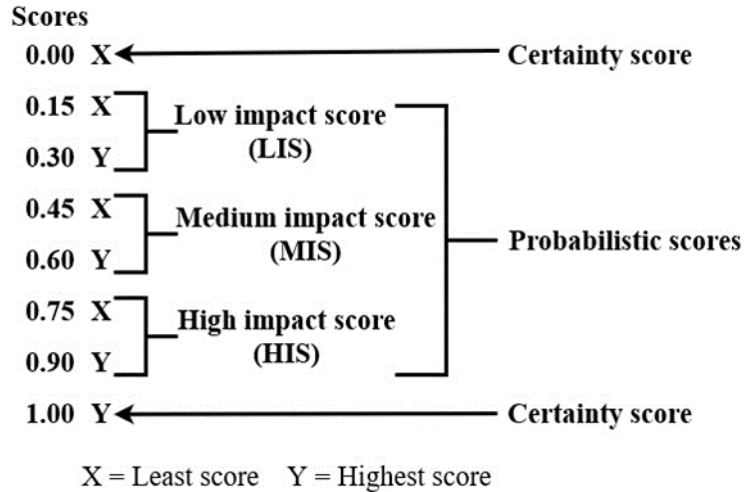 Scores
0.00 X Certainty score
0.15 X
Low impact score
(LIS)
0.30 Y
0.45 X
Medium impact score
(MIS)
0.60 Y
Probabilistic scores
0.75 X
High impact score
(HIS)
0.90 Y
1.00 Y Certainty score
X = Least score Y = Highest score